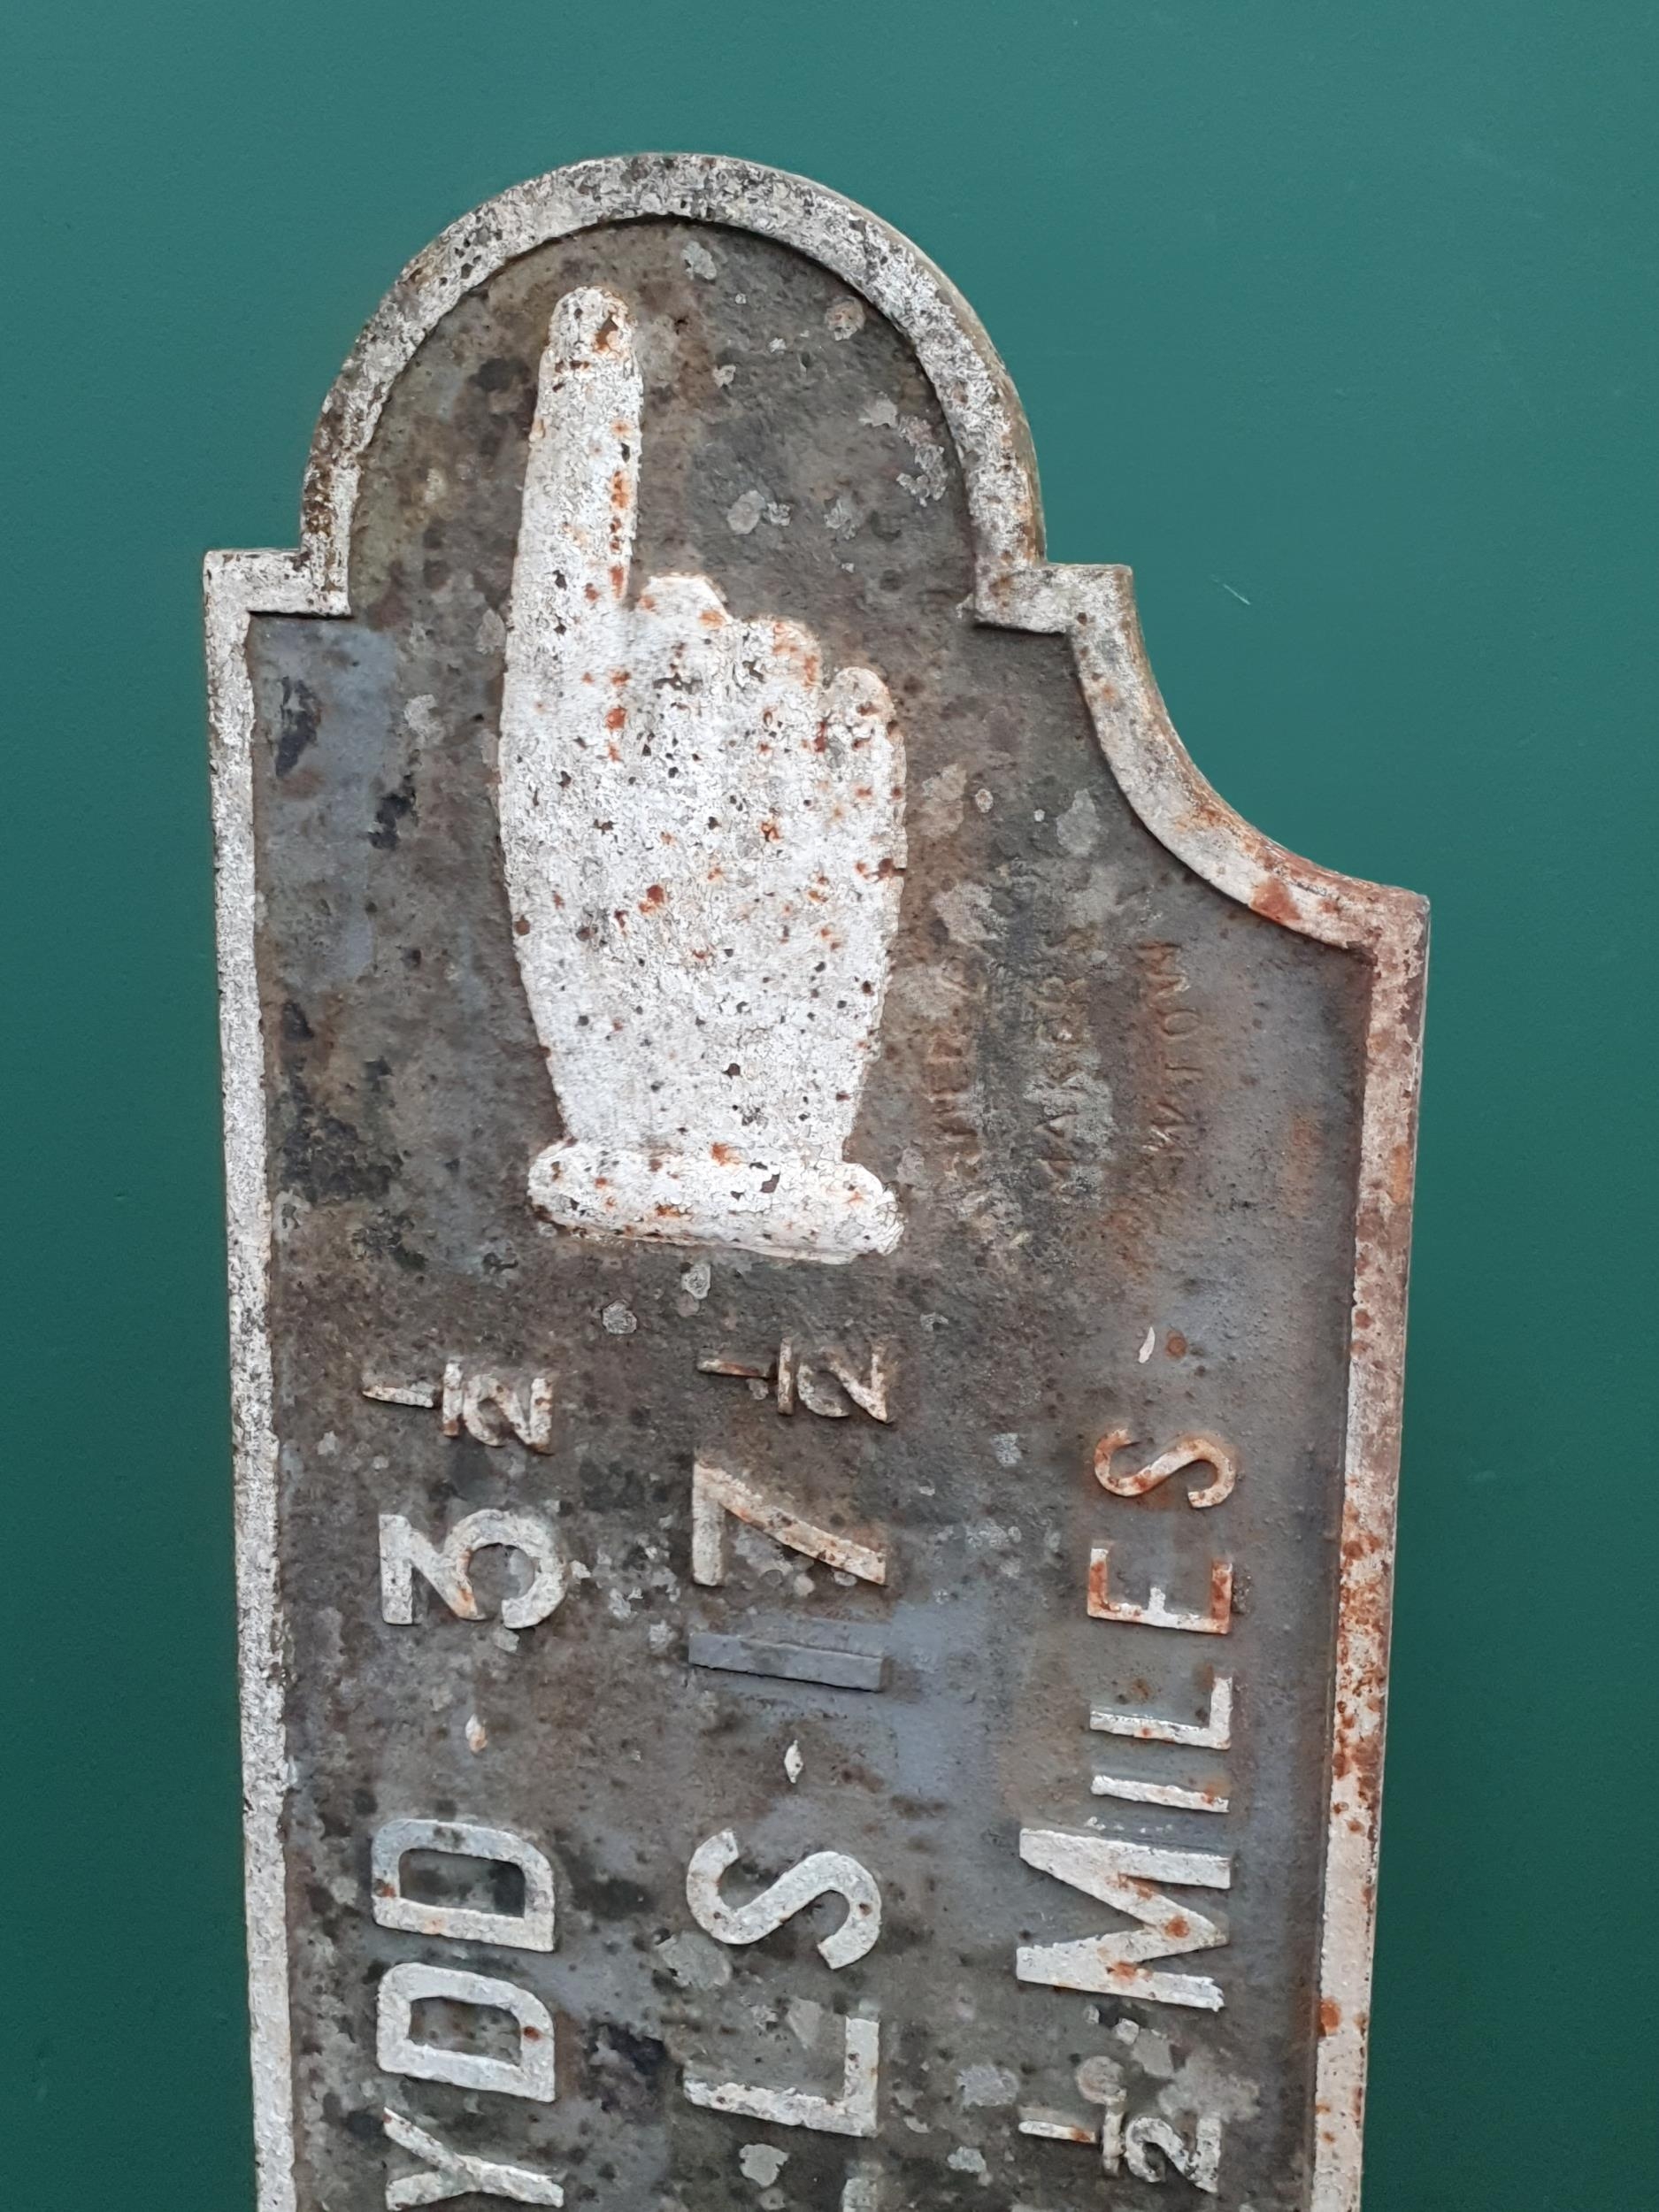 YDD · 3½
LS · 17½
½ MILES ·